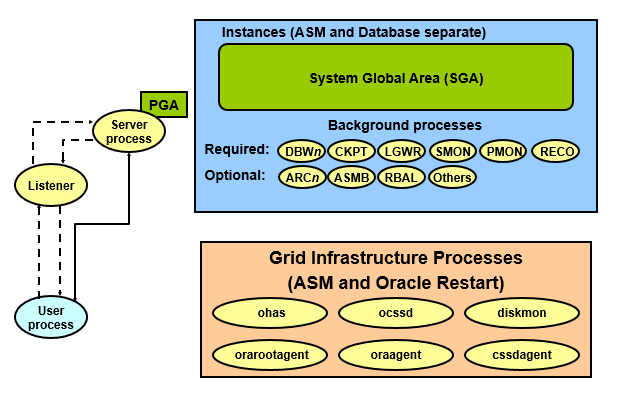 Instances (ASM and Database separate)
System Global Area (SGA)
PGA
Server
process
Background processes
Required: DBWn CKPT LGWR SMON PMON RECO
Optional: ARCn ASMB RBAL Others
Listener
User
process
Grid Infrastructure Processes
(ASM and Oracle Restart)
ohas ocssd diskmon
orarootagent oraagent cssdagent